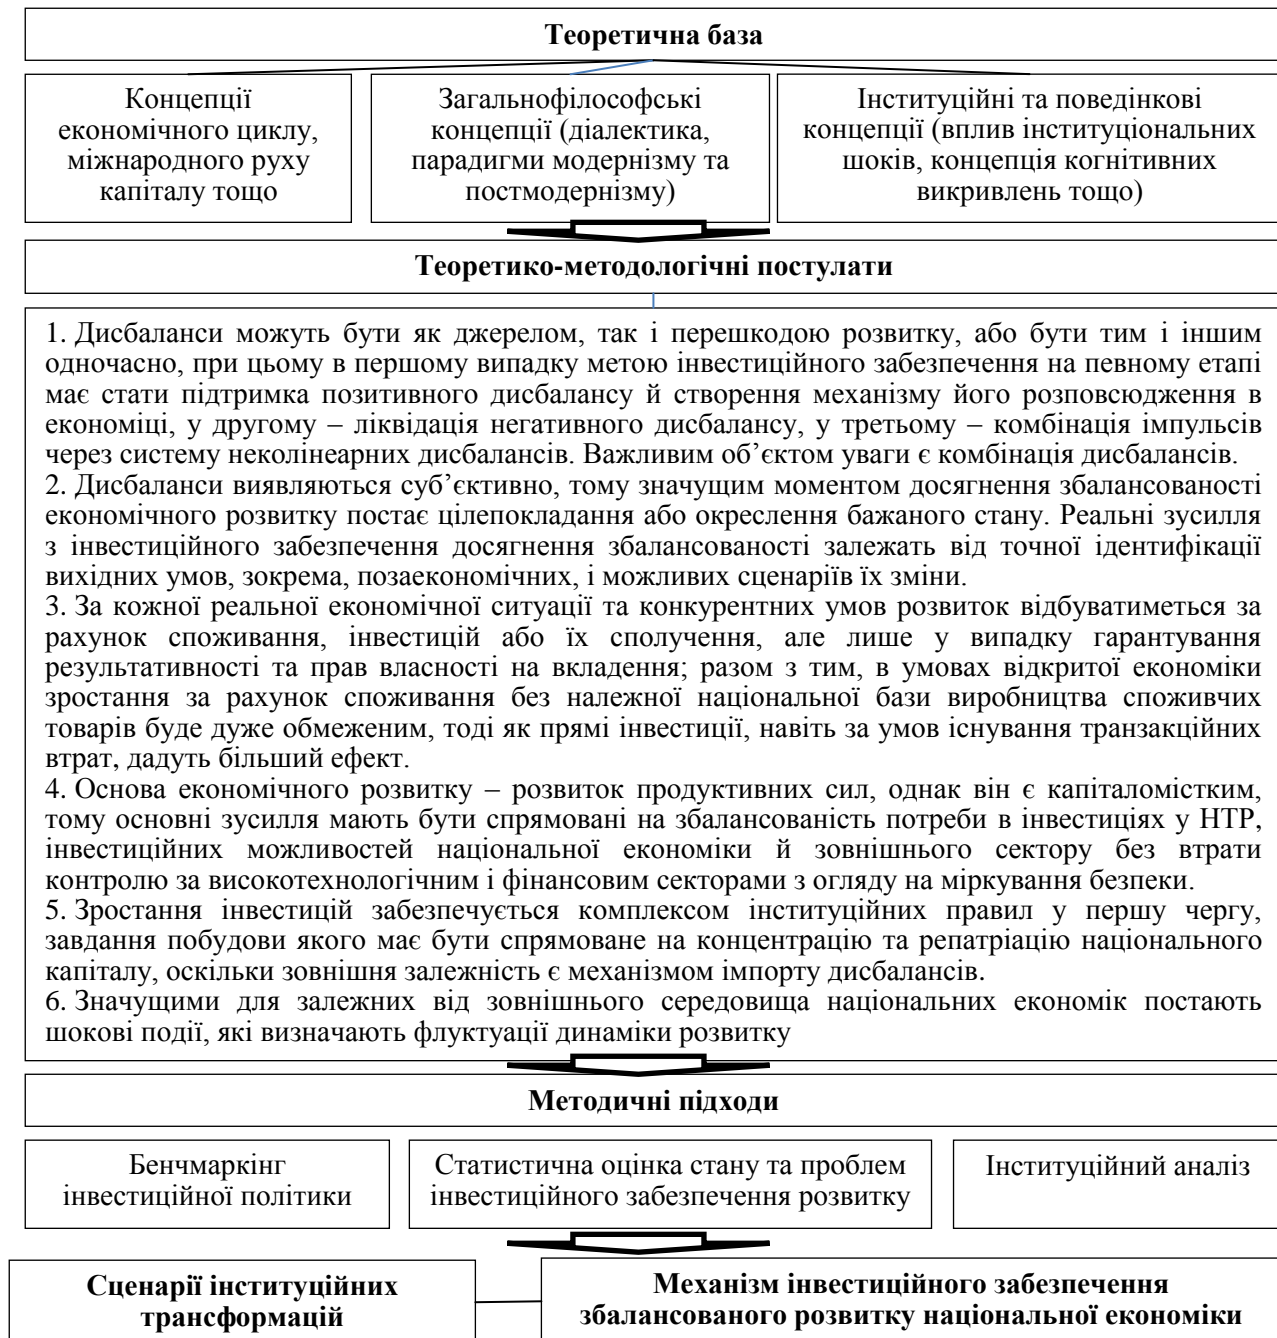 Теоретична база
Концепції
економічного циклу,
міжнародного руху
капіталу тощо
Загальнофілософські
концепції (діалектика,
парадигми модернізму та
постмодернізму)
Інституційні та поведінкові
концепції (вплив інституціональних
шоків, концепція когнітивних
викривлень тощо)
Теоретико-методологічні постулати
1. Дисбаланси можуть бути як джерелом, так і перешкодою розвитку, або бути тим і іншим
одночасно, при цьому в першому випадку метою інвестиційного забезпечення на певному етапі
має стати підтримка позитивного дисбалансу й створення механізму його розповсюдження в
економіці, у другому – ліквідація негативного дисбалансу, у третьому – комбінація імпульсів
через систему неколінеарних дисбалансів. Важливим об’єктом уваги є комбінація дисбалансів.
2. Дисбаланси виявляються суб’єктивно, тому значущим моментом досягнення збалансованості
економічного розвитку постає цілепокладання або окреслення бажаного стану. Реальні зусилля
з інвестиційного забезпечення досягнення збалансованості залежать від точної ідентифікації
вихідних умов, зокрема, позаекономічних, і можливих сценаріїв їх зміни.
3. За кожної реальної економічної ситуації та конкурентних умов розвиток відбуватиметься за
рахунок споживання, інвестицій або їх сполучення, але лише у випадку гарантування
результативності та прав власності на вкладення; разом з тим, в умовах відкритої економіки
зростання за рахунок споживання без належної національної бази виробництва споживчих
товарів буде дуже обмеженим, тоді як прямі інвестиції, навіть за умов існування транзакційних
втрат, дадуть більший ефект.
4. Основа економічного розвитку – розвиток продуктивних сил, однак він є капіталомістким,
тому основні зусилля мають бути спрямовані на збалансованість потреби в інвестиціях у НТР,
інвестиційних можливостей національної економіки й зовнішнього сектору без втрати
контролю за високотехнологічним і фінансовим секторами з огляду на міркування безпеки.
5. Зростання інвестицій забезпечується комплексом інституційних правил у першу чергу,
завдання побудови якого має бути спрямоване на концентрацію та репатріацію національного
капіталу, оскільки зовнішня залежність є механізмом імпорту дисбалансів.
6. Значущими для залежних від зовнішнього середовища національних економік постають
шокові події, які визначають флуктуації динаміки розвитку
Методичні підходи
Бенчмаркінг
інвестиційної політики
Статистична оцінка стану та проблем
інвестиційного забезпечення розвитку
Інституційний аналіз
Сценарії інституційних
трансформацій
Механізм інвестиційного забезпечення
збалансованого розвитку національної економіки